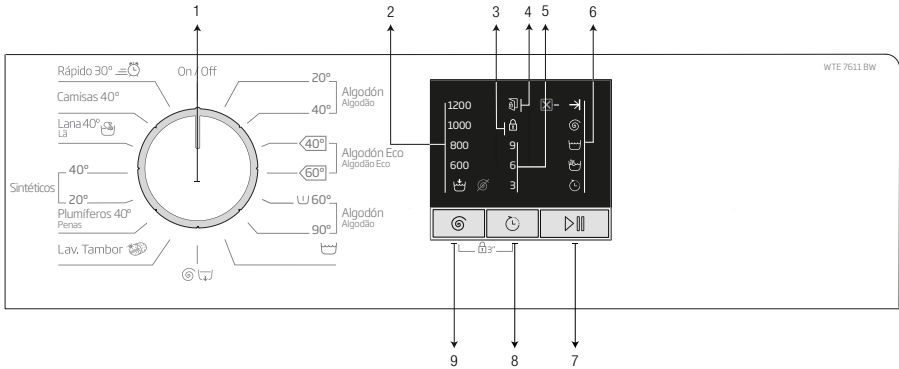 1 2 3 4 5 6
WTE 7611 BW
Rápido 30° On / Off
Camisas 40°
Lana 40°
Lã
Sintéticos
40°
20°
Plumíferos 40°
Penas
Lav. Tambor
20°
40°
Algodón
Algodão
40°
60°
Algodón Eco
Algodão Eco
60°
90°
Algodón
Algodão
1200
1000
800
600
9
6
3
3"
9 8 7